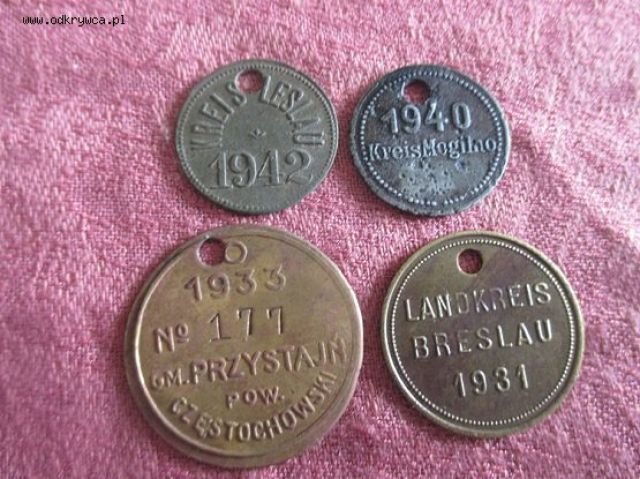 www.odkrywca.pl
KREIS LESLAU
1942
1940
Kreis Mogilno
1933
No 177
GM. PRZYSTAJŃ
POW.
CZĘSTOCHOWSKI
LANDKREIS
BRESLAU
1931